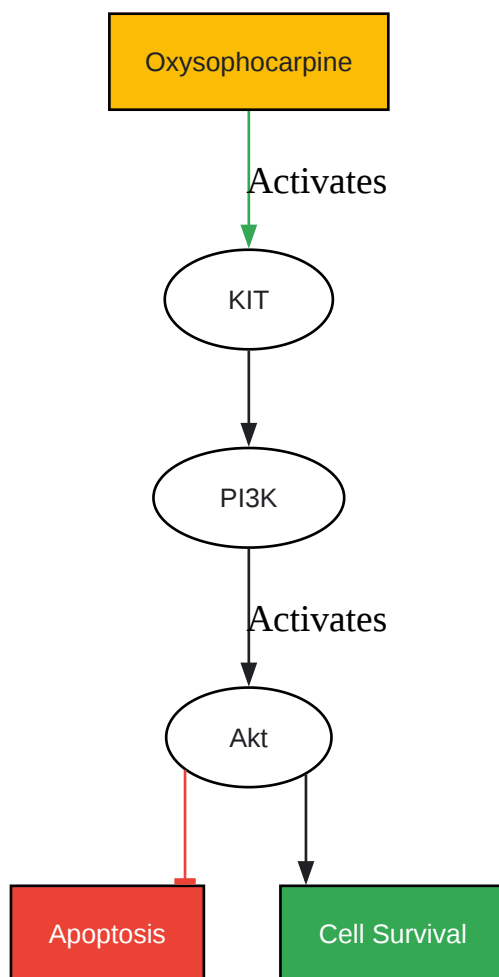 Oxysophocarpine
Activates
KIT
PI3K
Activates
Akt
Apoptosis
Cell Survival